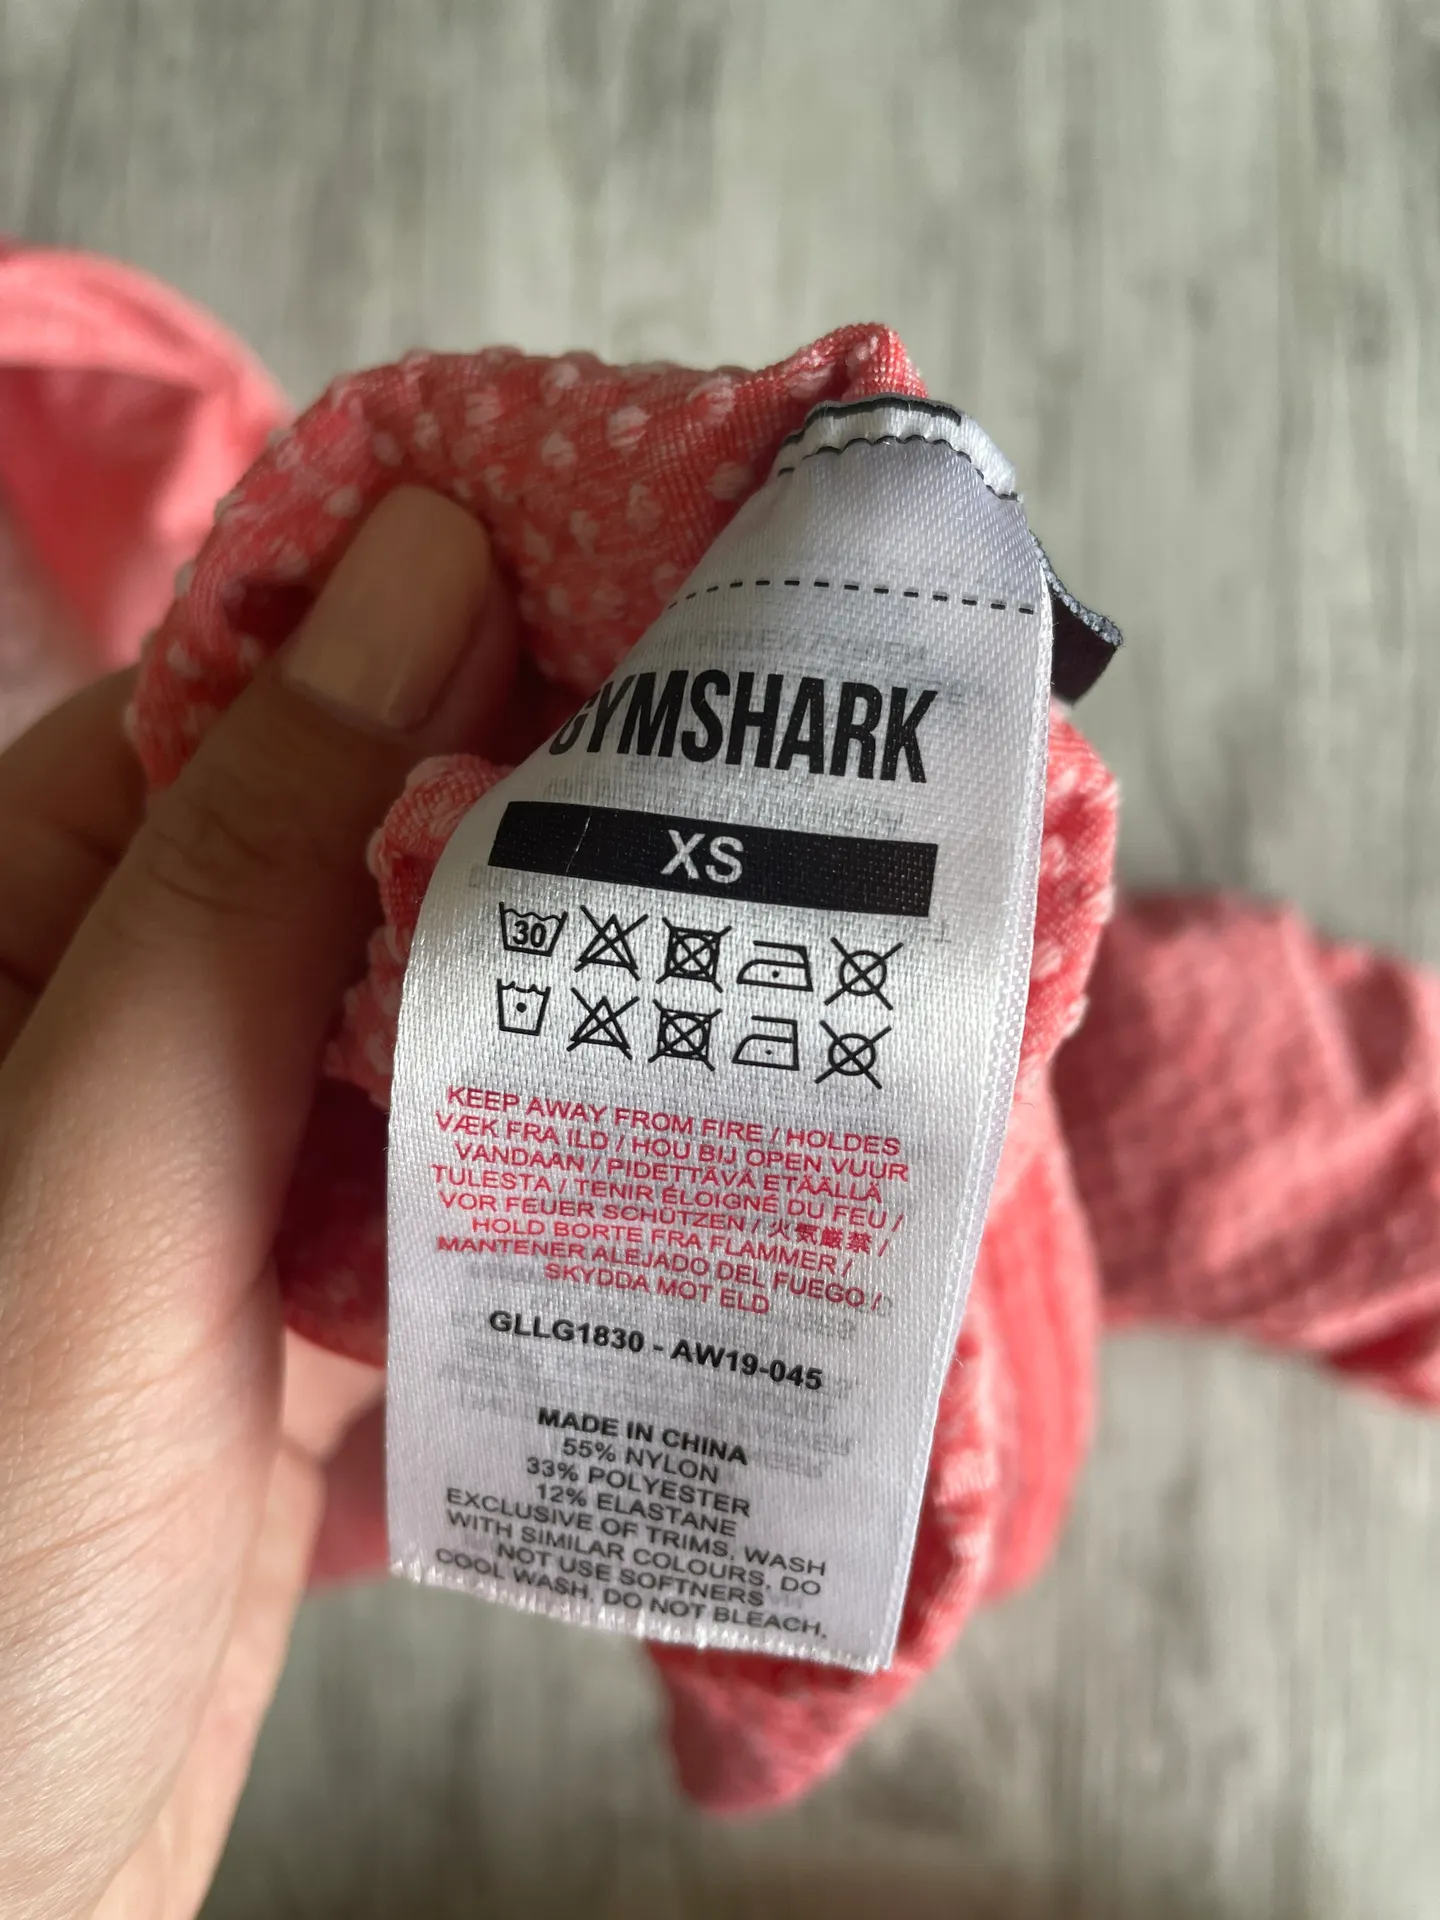 GYMSHARK
XS
30
KEEP AWAY FROM FIRE / HOLDES
VÆK FRA ILD / HOU BIJ OPEN VUUR
VANDAAN / PIDETTÄVÄ ETÄÄLLÄ
TULESTA / TENIR ÉLOIGNÉ DU FEU /
VOR FEUER SCHÜTZEN / 火気厳禁 /
HOLD BORTE FRA FLAMMER /
MANTENER ALEJADO DEL FUEGO /
SKYDDA MOT ELD
GLLG1830 - AW19-045
MADE IN CHINA
55% NYLON
33% POLYESTER
12% ELASTANE
EXCLUSIVE OF TRIMS. WASH
WITH SIMILAR COLOURS. DO
NOT USE SOFTNERS
COOL WASH. DO NOT BLEACH.